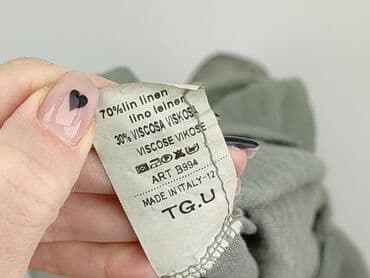 70%lin linen
lino leinen
30% VISCOSA VISKOSE
VISCOSE VIKOSE
ART B994
MADE IN ITALY-12
TG.U